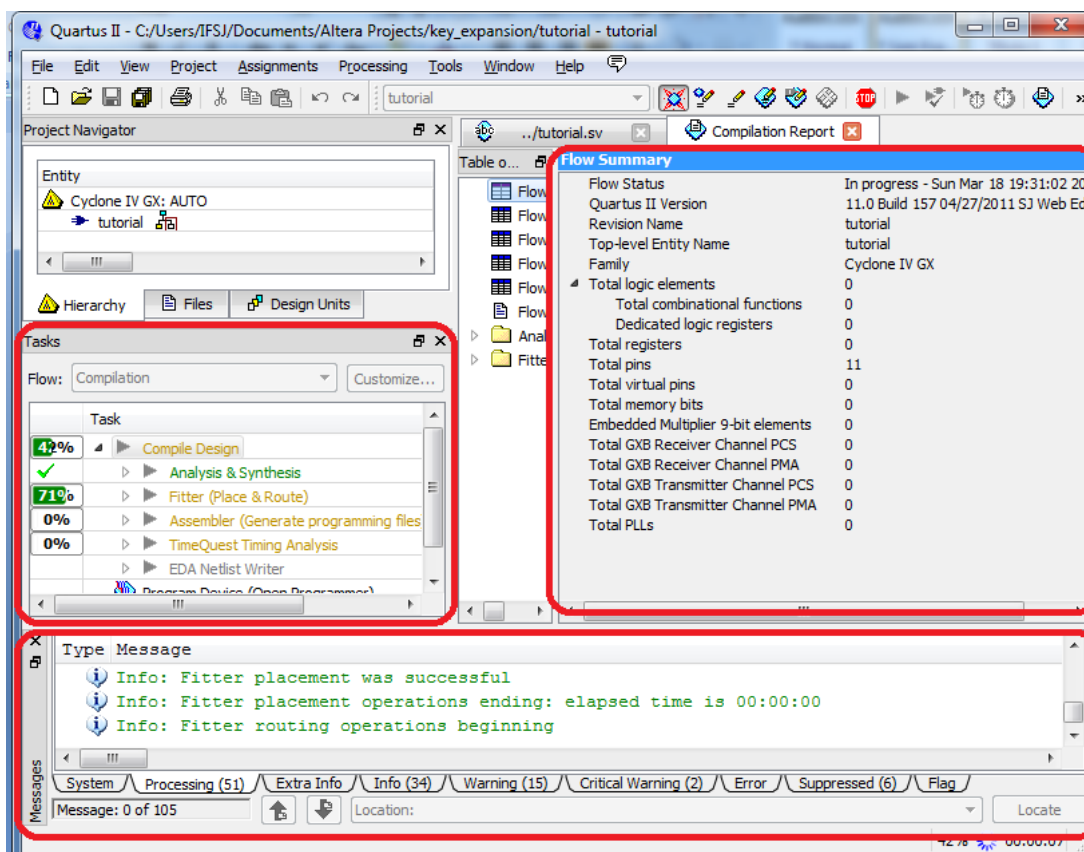 Quartus II - C:/Users/IFSJ/Documents/Altera Projects/key_expansion/tutorial - tutorial
File Edit View Project Assignments Processing Tools Window Help
tutorial
STOP
Project Navigator
Entity
Cyclone IV GX: AUTO
tutorial
Hierarchy Files Design Units
Tasks
Flow: Compilation Customize...
Task
42% Compile Design
Analysis & Synthesis
71% Fitter (Place & Route)
0% Assembler (Generate programming files
0% TimeQuest Timing Analysis
EDA Netlist Writer
Program Device (Open Programmer)
abc ../tutorial.sv Compilation Report
Table o...
Flow
Flow
Flow
Flow
Flow
Flow
Anal
Fitte
Flow Summary
Flow Status In progress - Sun Mar 18 19:31:02 20
Quartus II Version 11.0 Build 157 04/27/2011 SJ Web Ed
Revision Name tutorial
Top-level Entity Name tutorial
Family Cyclone IV GX
Total logic elements 0
Total combinational functions 0
Dedicated logic registers 0
Total registers 0
Total pins 11
Total virtual pins 0
Total memory bits 0
Embedded Multiplier 9-bit elements 0
Total GXB Receiver Channel PCS 0
Total GXB Receiver Channel PMA 0
Total GXB Transmitter Channel PCS 0
Total GXB Transmitter Channel PMA 0
Total PLLs 0
Messages
Type Message
Info: Fitter placement was successful
Info: Fitter placement operations ending: elapsed time is 00:00:00
Info: Fitter routing operations beginning
System Processing (51) Extra Info Info (34) Warning (15) Critical Warning (2) Error Suppressed (6) Flag
Message: 0 of 105 Location: Locate
42% 00:00:07